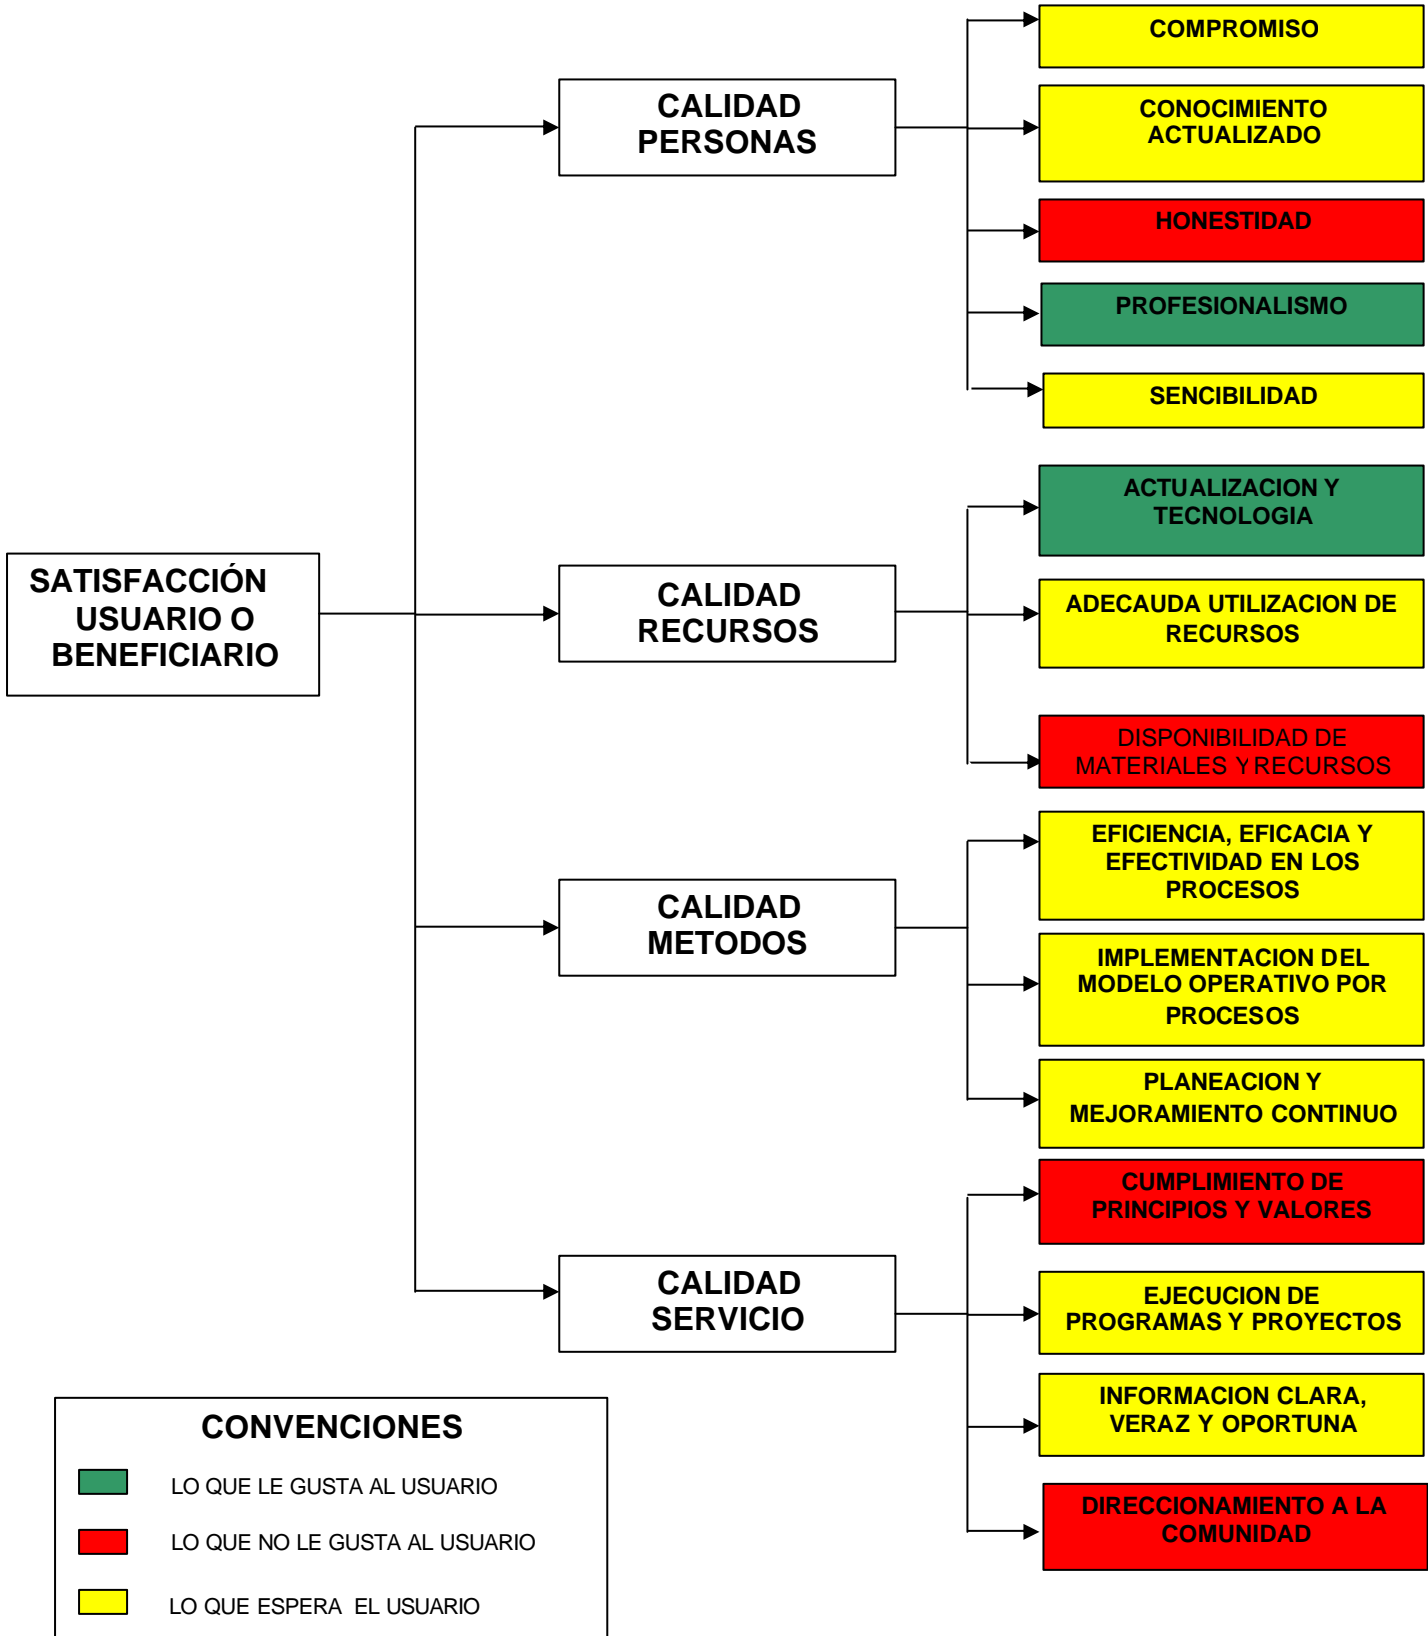 COMPROMISO
CALIDAD
PERSONAS
CONOCIMIENTO
ACTUALIZADO
HONESTIDAD
PROFESIONALISMO
SENCIBILIDAD
SATISFACCIÓN
USUARIO O
BENEFICIARIO
CALIDAD
RECURSOS
ACTUALIZACION Y
TECNOLOGIA
ADECAUDA UTILIZACION DE
RECURSOS
DISPONIBILIDAD DE
MATERIALES Y RECURSOS
CALIDAD
METODOS
EFICIENCIA, EFICACIA Y
EFECTIVIDAD EN LOS
PROCESOS
IMPLEMENTACION DEL
MODELO OPERATIVO POR
PROCESOS
PLANEACION Y
MEJORAMIENTO CONTINUO
CALIDAD
SERVICIO
CUMPLIMIENTO DE
PRINCIPIOS Y VALORES
EJECUCION DE
PROGRAMAS Y PROYECTOS
INFORMACION CLARA,
VERAZ Y OPORTUNA
DIRECCIONAMIENTO A LA
COMUNIDAD
CONVENCIONES
LO QUE LE GUSTA AL USUARIO
LO QUE NO LE GUSTA AL USUARIO
LO QUE ESPERA EL USUARIO